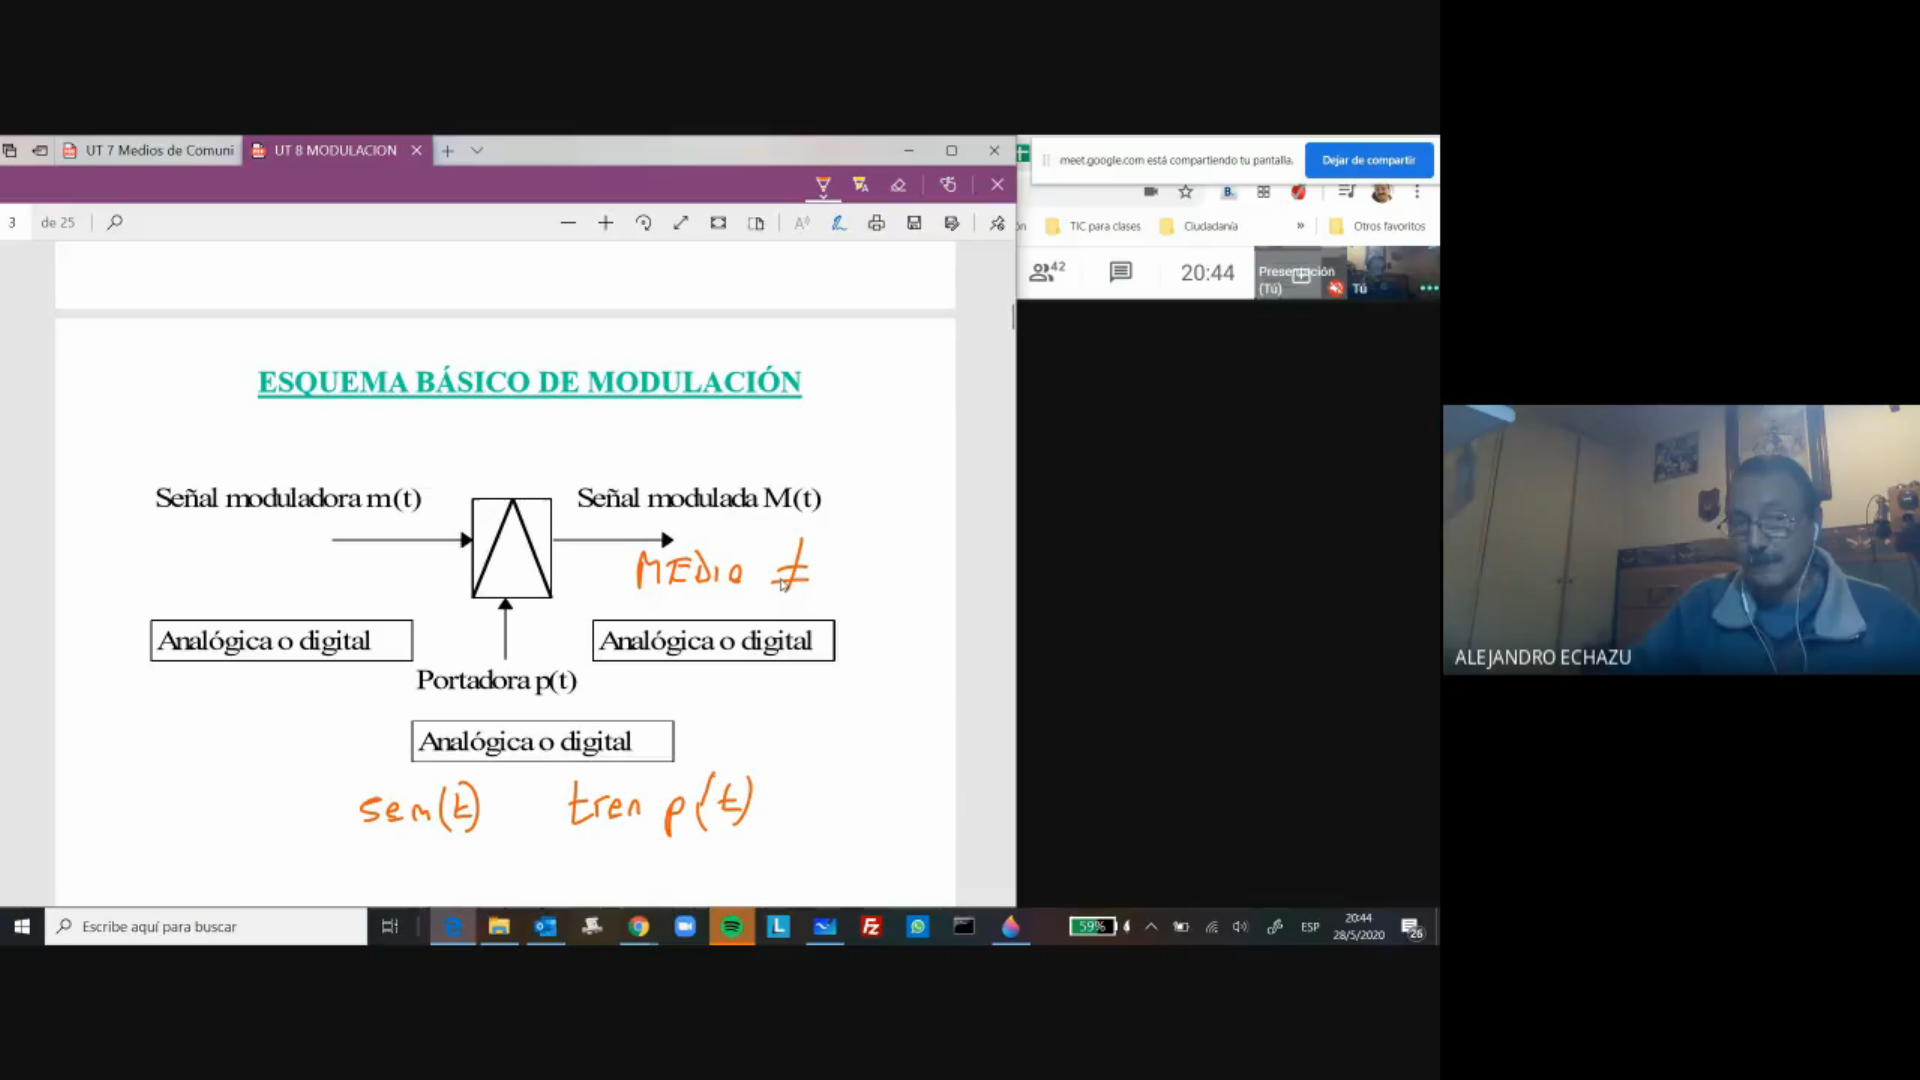 UT 7 Medios de Comuni
UT 8 MODULACION
meet.google.com está compartiendo tu pantalla.
Dejar de compartir
3 de 25
TIC para clases
Ciudadanía
»
Otros favoritos
42
20:44
Presentación
(Tú)
Tú
ESQUEMA BÁSICO DE MODULACIÓN
Señal moduladora m(t)
Señal modulada M(t)
MEDIO ≠
Analógica o digital
Analógica o digital
Portadora p(t)
Analógica o digital
sen(t) tren p(t)
ALEJANDRO ECHAZU
Escribe aquí para buscar
59%
ESP
20:44
28/5/2020
26